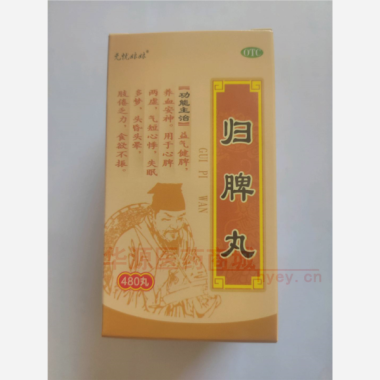 OTC
归脾丸
GUI PI WAN
【功能主治】益气健脾，
养血安神。用于心脾
两虚，气短心悸，失眠
多梦，头昏头晕，
肢倦乏力，食欲不振。
480丸